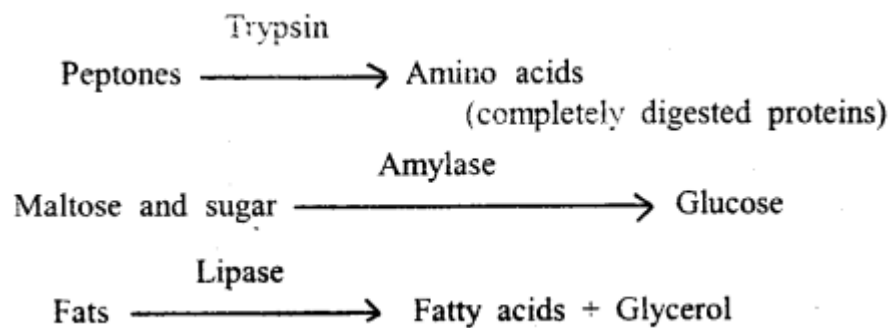 Trypsin
Peptones → Amino acids
(completely digested proteins)
Amylase
Maltose and sugar → Glucose
Lipase
Fats → Fatty acids + Glycerol